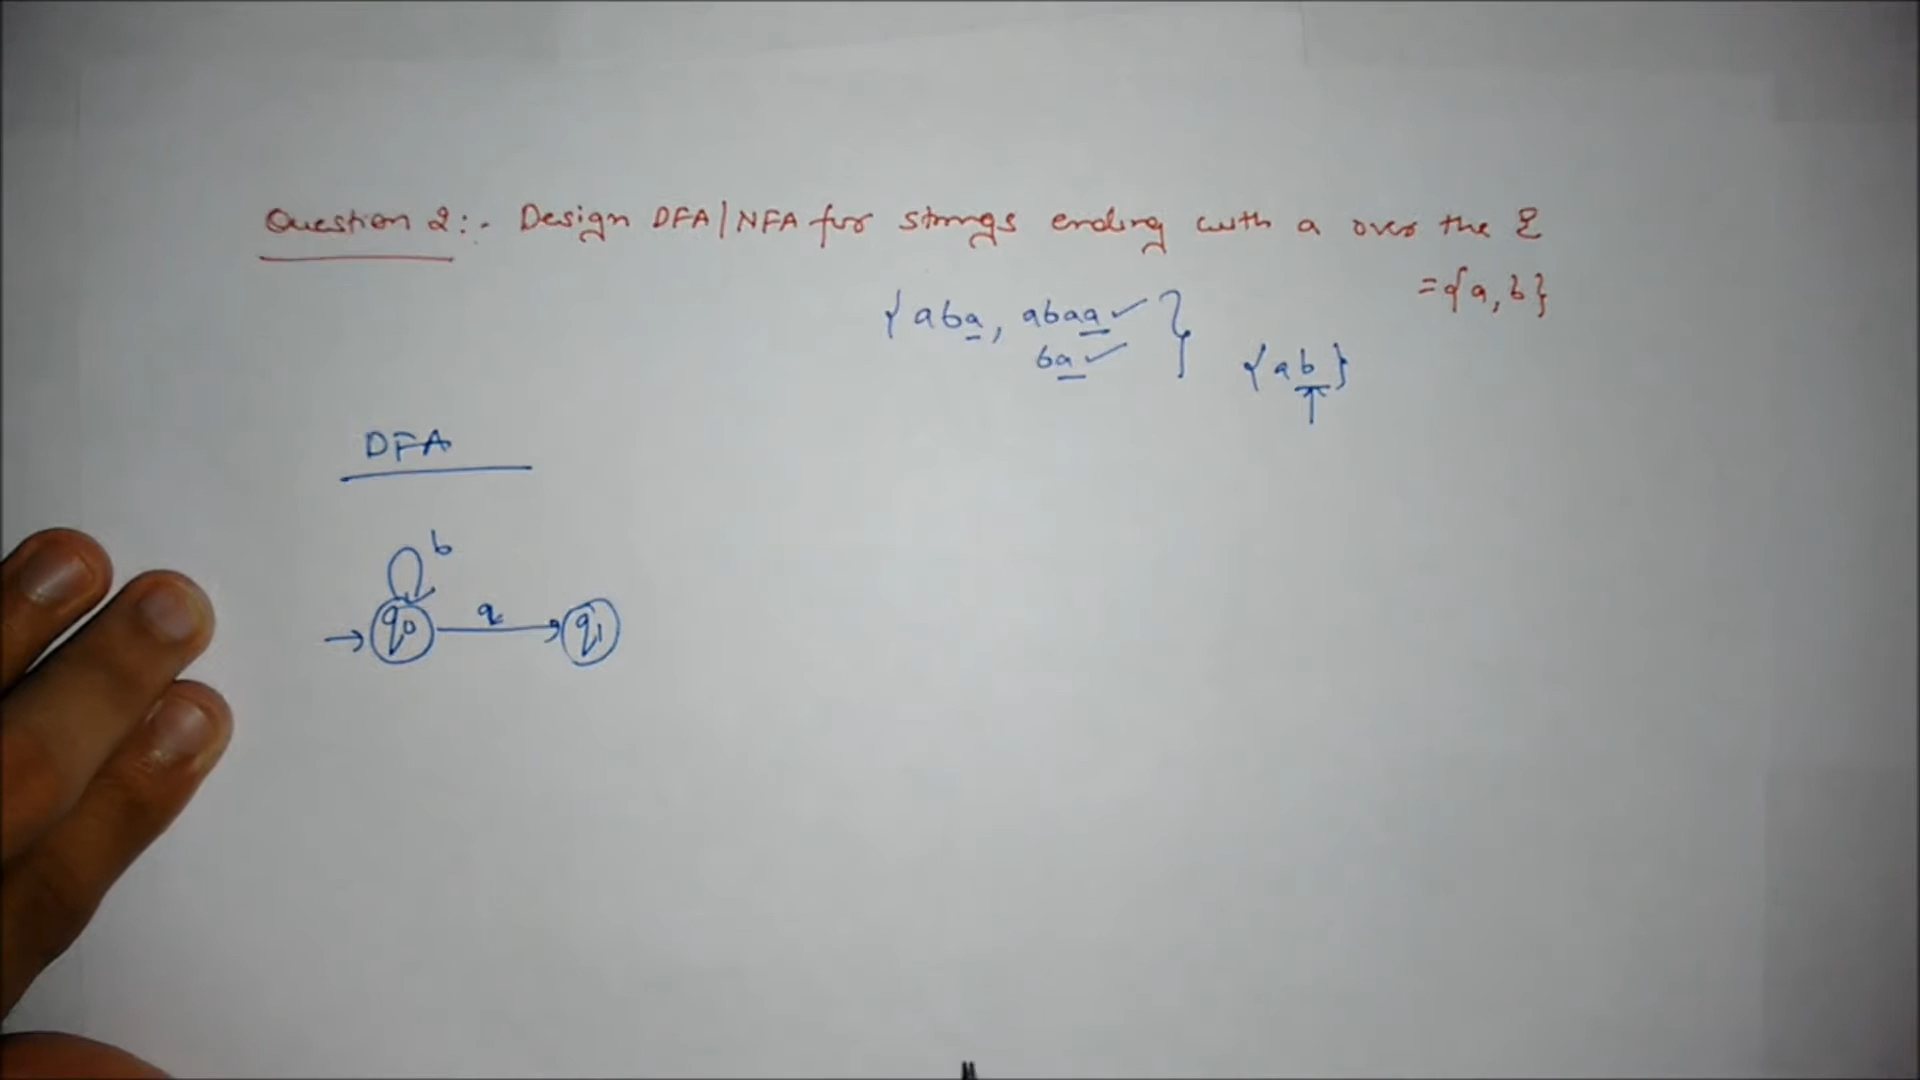 Question 2:- Design DFA/NFA for strings ending with a over the Σ
={a,b}
{aba, abaa ✓ }
ba ✓
{ab}
↑
DFA
b
→ q0 a → q1